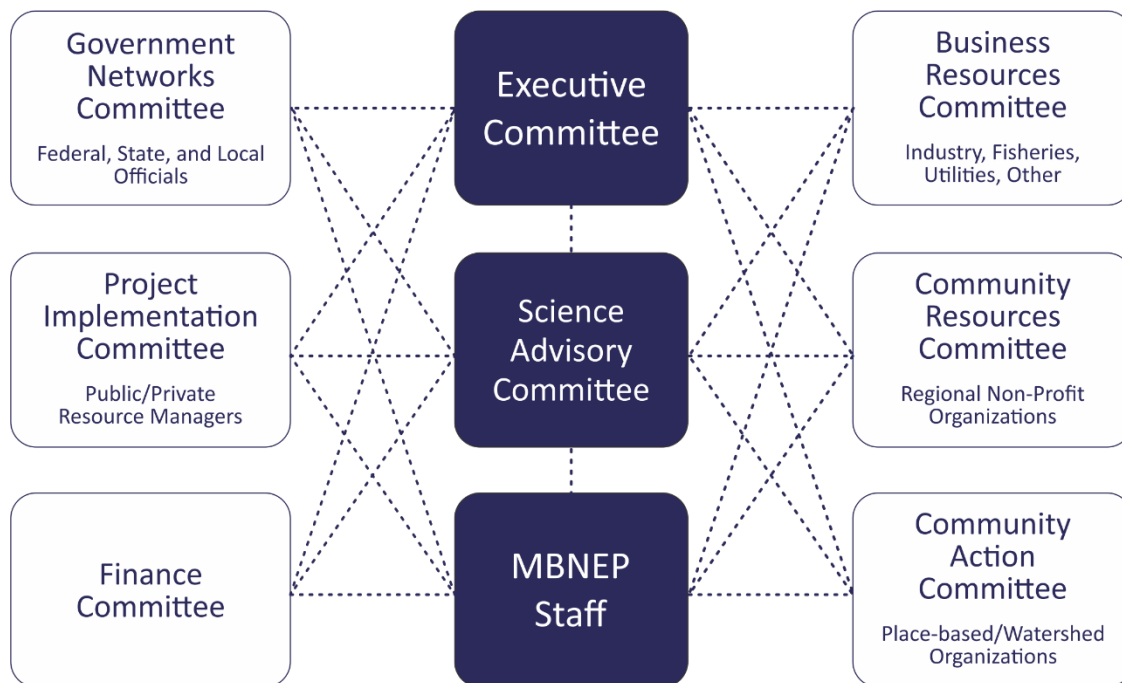 Government
Networks
Committee
Federal, State, and Local
Officials
Executive
Committee
Business
Resources
Committee
Industry, Fisheries,
Utilities, Other
Project
Implementation
Committee
Public/Private
Resource Managers
Science
Advisory
Committee
Community
Resources
Committee
Regional Non-Profit
Organizations
Finance
Committee
MBNEP
Staff
Community
Action
Committee
Place-based/Watershed
Organizations